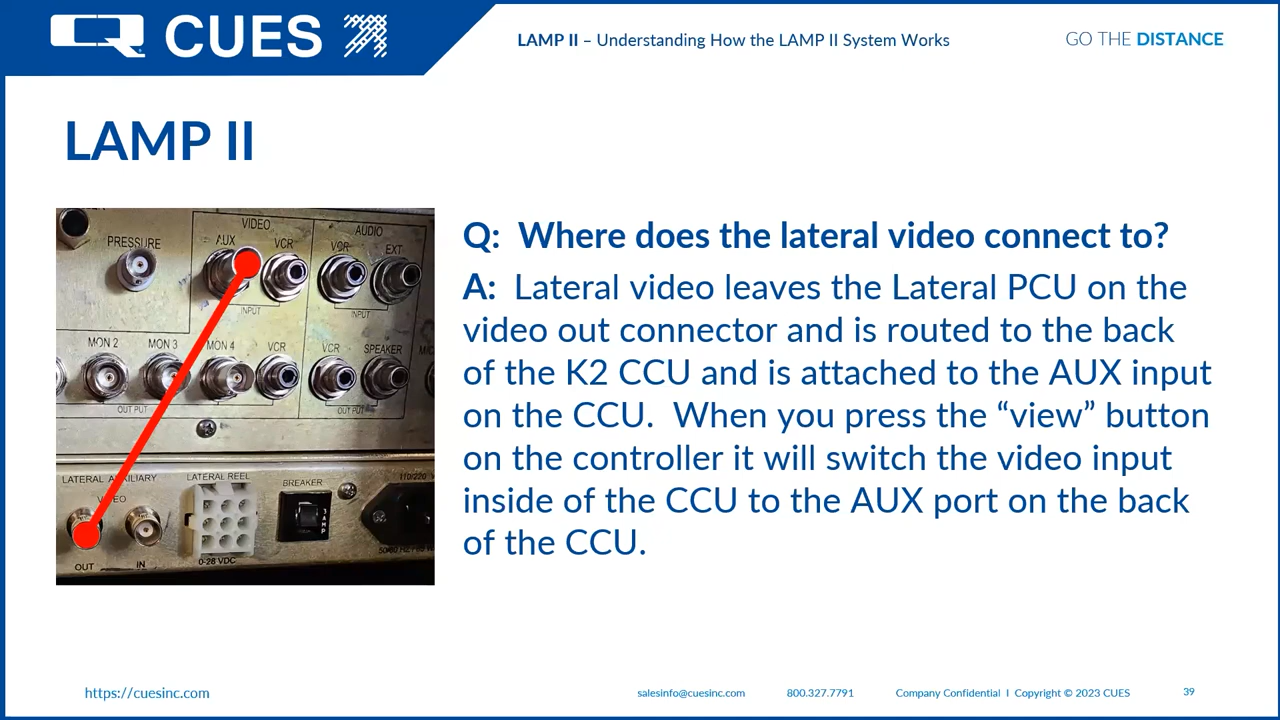 CUES
LAMP II – Understanding How the LAMP II System Works
GO THE DISTANCE
LAMP II
VIDEO
AUDIO
PRESSURE
AUX
VCR
VCR
EXT
INPUT
INPUT
MON 2
MON 3
MON 4
VCR
VCR
SPEAKER
OUT PUT
OUT PUT
LATERAL AUXILIARY
LATERAL REEL
BREAKER
110/220
VIDEO
3 AMP
OUT
IN
0-28 VDC
Q: Where does the lateral video connect to?
A: Lateral video leaves the Lateral PCU on the
video out connector and is routed to the back
of the K2 CCU and is attached to the AUX input
on the CCU. When you press the “view” button
on the controller it will switch the video input
inside of the CCU to the AUX port on the back
of the CCU.
https://cuesinc.com
salesinfo@cuesinc.com
800.327.7791
Company Confidential I Copyright © 2023 CUES
39